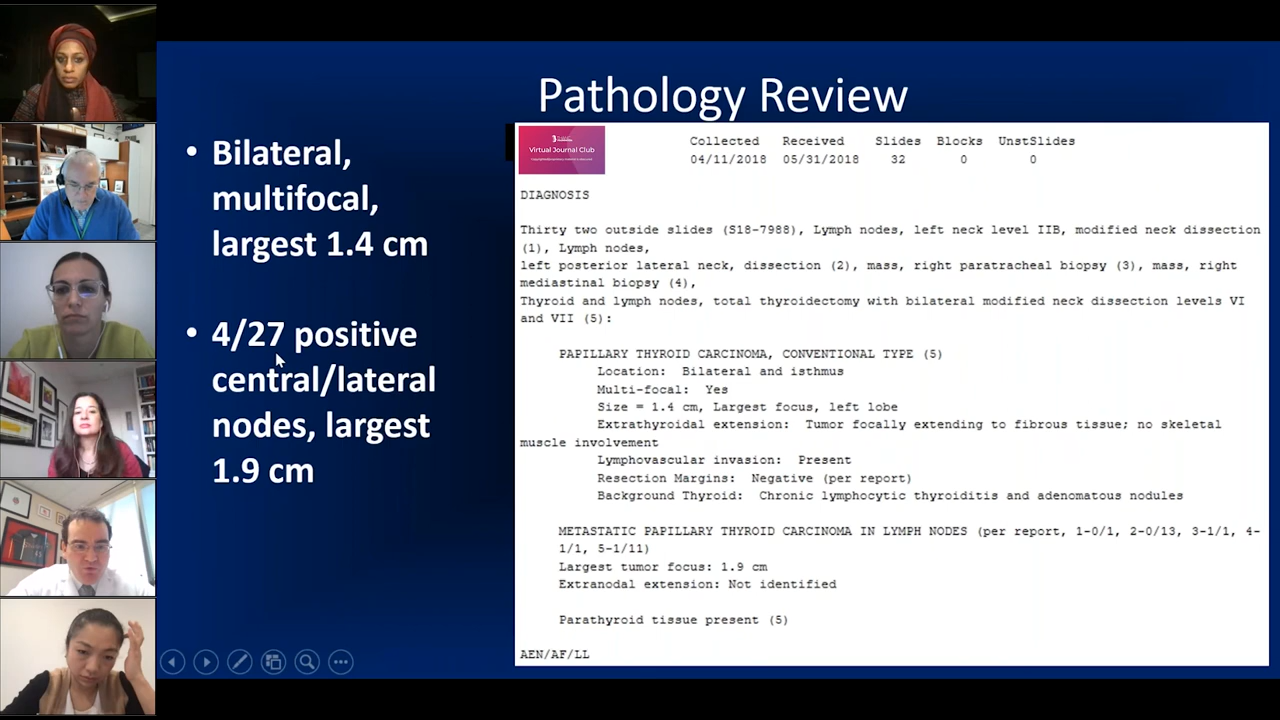 Pathology Review
• Bilateral,
multifocal,
largest 1.4 cm
• 4/27 positive
central/lateral
nodes, largest
1.9 cm
Virtual Journal Club
Collected Received Slides Blocks UnstSlides
04/11/2018 05/31/2018 32 0 0
DIAGNOSIS
Thirty two outside slides (S18-7988), Lymph nodes, left neck level IIB, modified neck dissection
(1), Lymph nodes,
left posterior lateral neck, dissection (2), mass, right paratracheal biopsy (3), mass, right
mediastinal biopsy (4),
Thyroid and lymph nodes, total thyroidectomy with bilateral modified neck dissection levels VI
and VII (5):
PAPILLARY THYROID CARCINOMA, CONVENTIONAL TYPE (5)
Location: Bilateral and isthmus
Multi-focal: Yes
Size = 1.4 cm, Largest focus, left lobe
Extrathyroidal extension: Tumor focally extending to fibrous tissue; no skeletal
muscle involvement
Lymphovascular invasion: Present
Resection Margins: Negative (per report)
Background Thyroid: Chronic lymphocytic thyroiditis and adenomatous nodules
METASTATIC PAPILLARY THYROID CARCINOMA IN LYMPH NODES (per report, 1-0/1, 2-0/13, 3-1/1, 4-
1/1, 5-1/11)
Largest tumor focus: 1.9 cm
Extranodal extension: Not identified
Parathyroid tissue present (5)
AEN/AF/LL